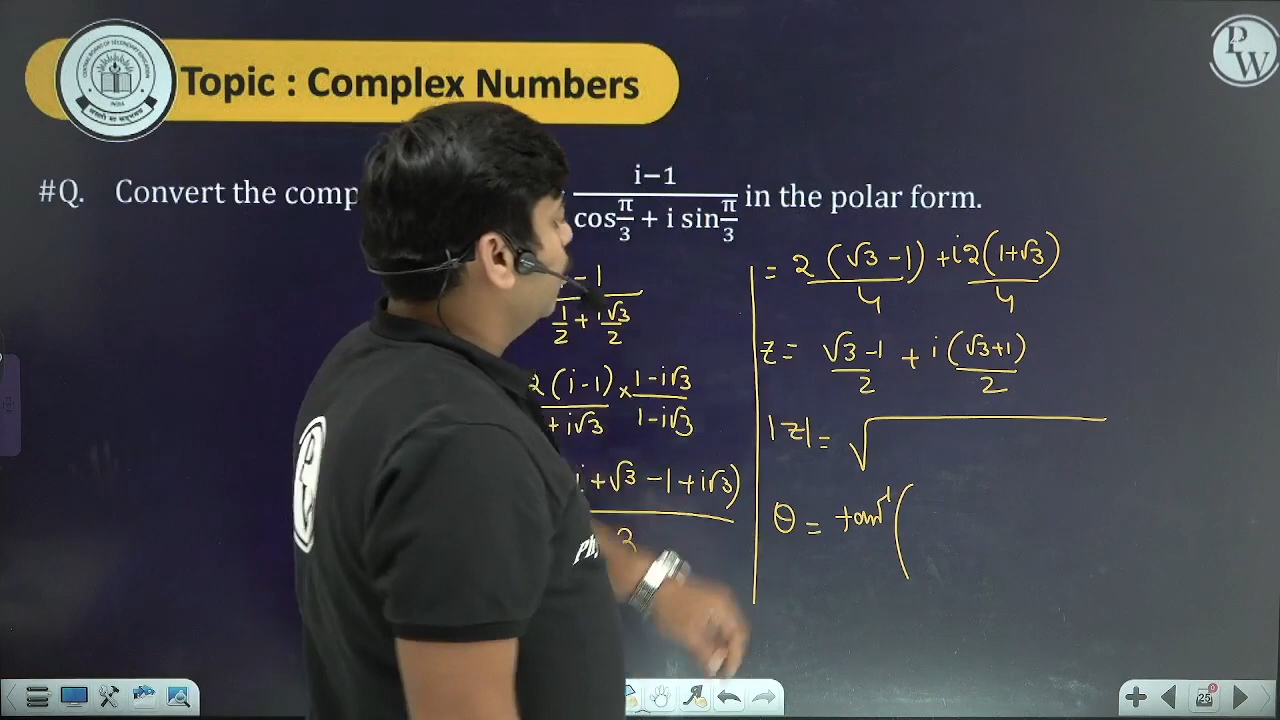 Topic : Complex Numbers
PW
#Q. Convert the comp
i−1
cos π/3 + i sin π/3 in the polar form.
-1
1/2 + i√3/2
2(i-1) × 1-i√3
+i√3 1-i√3
i+√3-1+i√3)
= 2(√3-1)/4 + i2(1+√3)/4
z = √3-1/2 + i(√3+1)/2
|z| = √
θ = tan⁻¹(
25